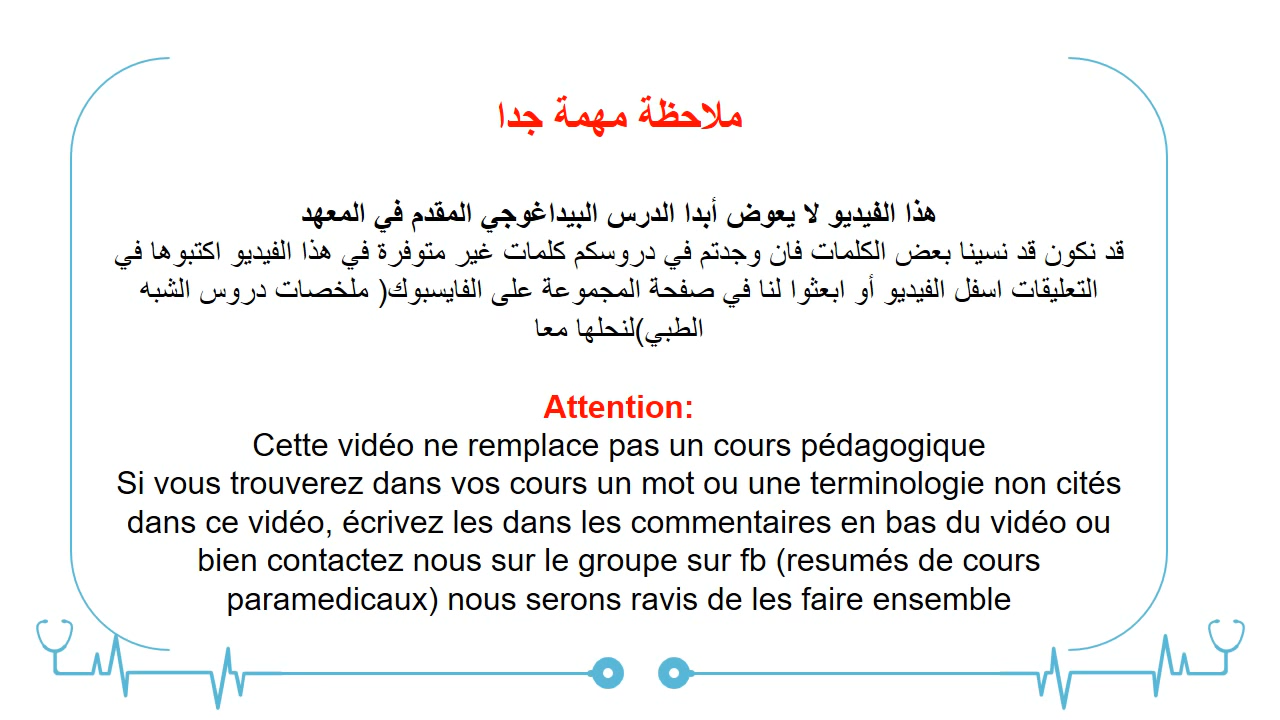 ملاحظة مهمة جدا
هذا الفيديو لا يعوض أبدا الدرس البيداغوجي المقدم في المعهد
قد نكون قد نسينا بعض الكلمات فان وجدتم في دروسكم كلمات غير متوفرة في هذا الفيديو اكتبوها في
التعليقات اسفل الفيديو أو ابعثوا لنا في صفحة المجموعة على الفايسبوك( ملخصات دروس الشبه
الطبي)لنحلها معا
Attention:
Cette vidéo ne remplace pas un cours pédagogique
Si vous trouverez dans vos cours un mot ou une terminologie non cités
dans ce vidéo, écrivez les dans les commentaires en bas du vidéo ou
bien contactez nous sur le groupe sur fb (resumés de cours
paramedicaux) nous serons ravis de les faire ensemble